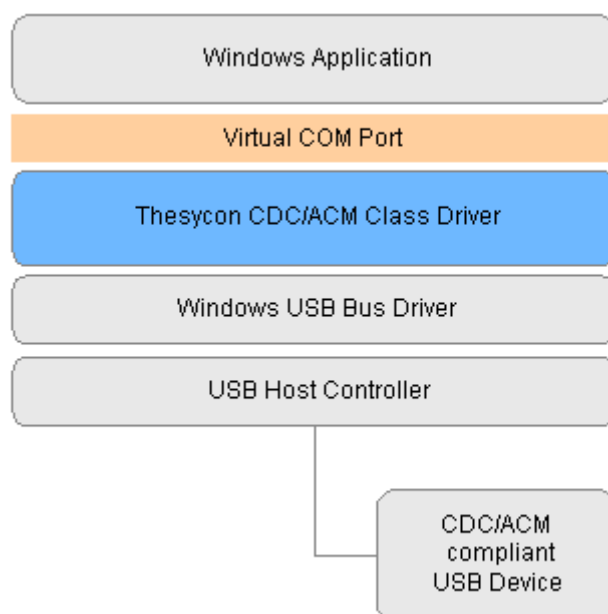 Windows Application
Virtual COM Port
Thesycon CDC/ACM Class Driver
Windows USB Bus Driver
USB Host Controller
CDC/ACM
compliant
USB Device